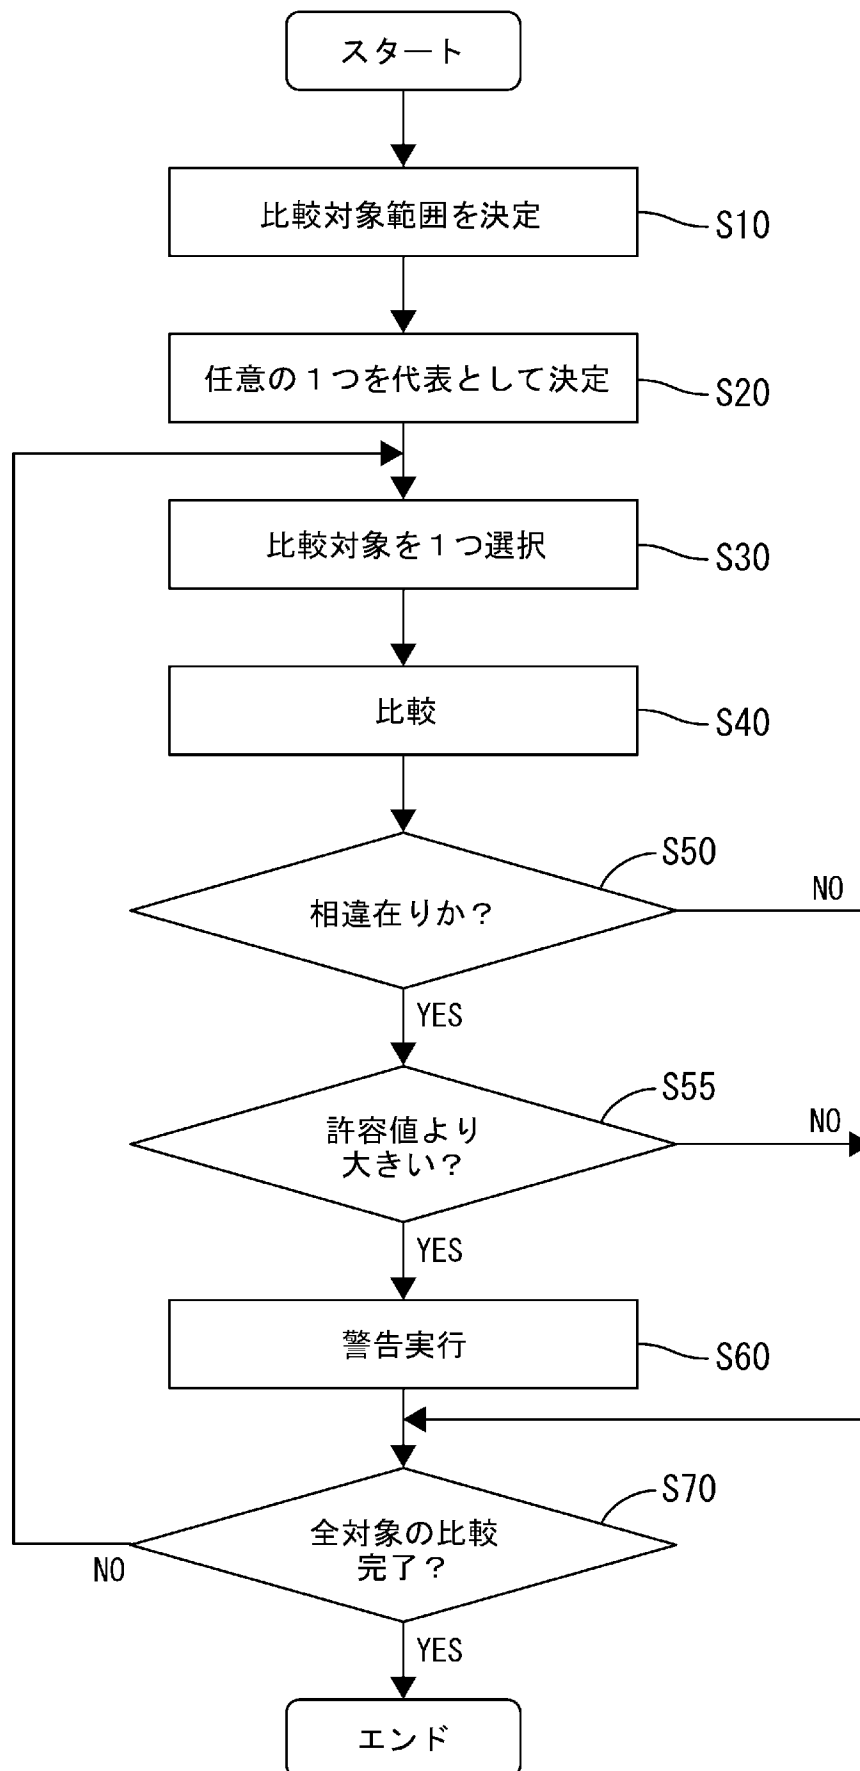 スタート
比較対象範囲を決定
S10
任意の１つを代表として決定
S20
比較対象を１つ選択
S30
比較
S40
S50
相違在りか？
NO
YES
S55
許容値より
大きい？
NO
YES
警告実行
S60
S70
全対象の比較
完了？
NO
YES
エンド